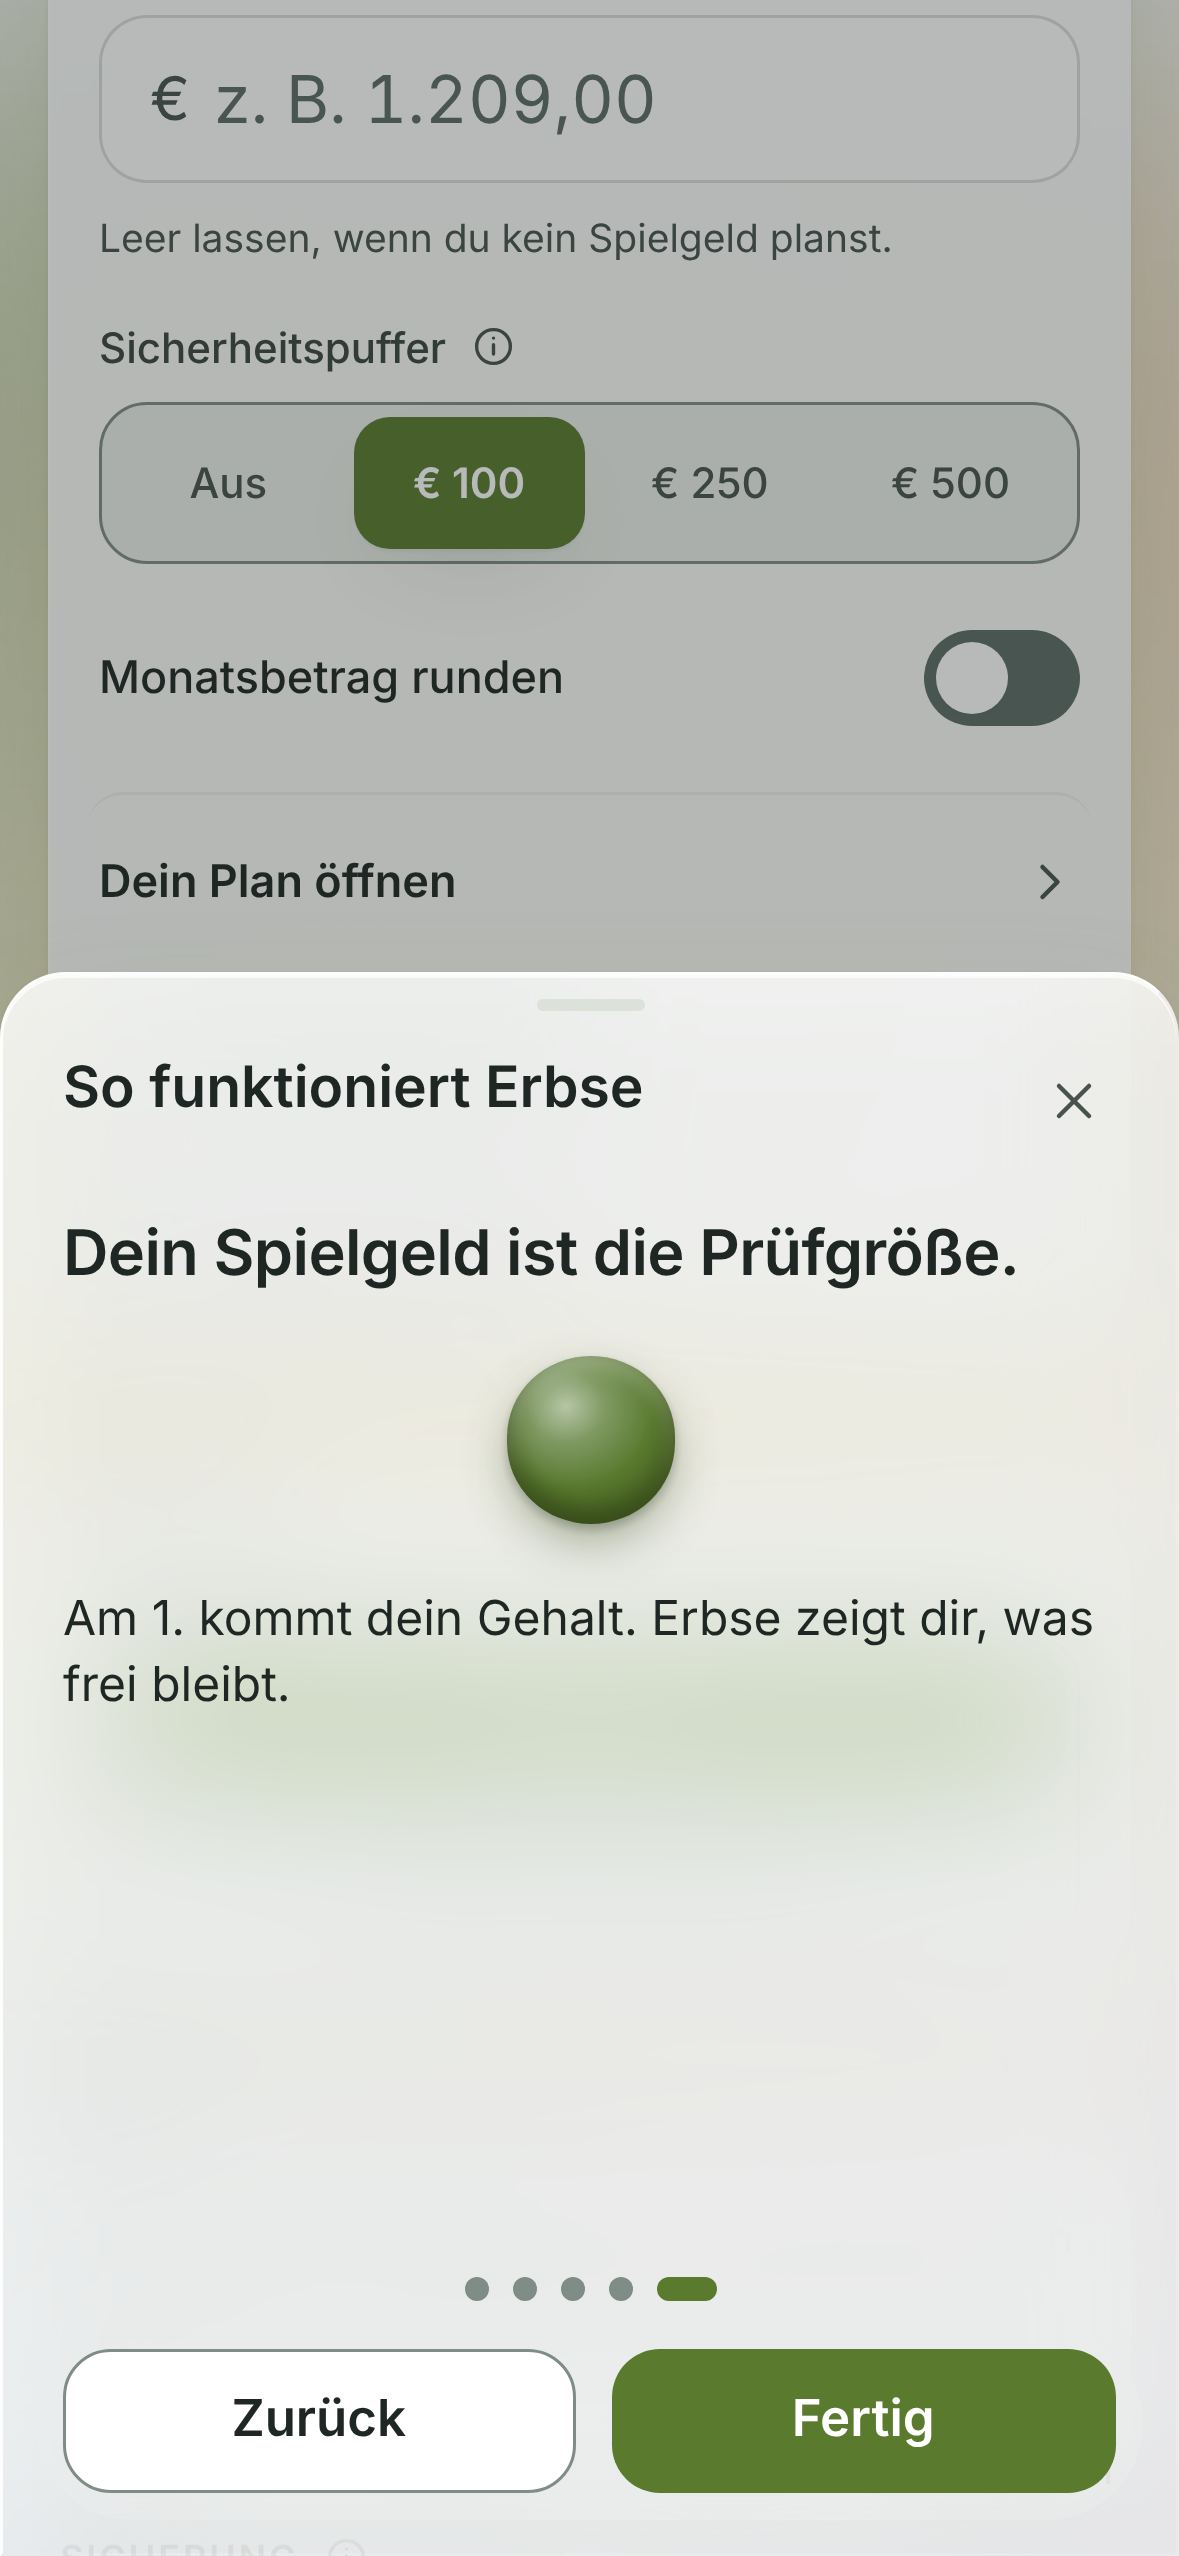 € z. B. 1.209,00
Leer lassen, wenn du kein Spielgeld planst.
Sicherheitspuffer
Aus € 100 € 250 € 500
Monatsbetrag runden
Dein Plan öffnen
So funktioniert Erbse
Dein Spielgeld ist die Prüfgröße.
Am 1. kommt dein Gehalt. Erbse zeigt dir, was
frei bleibt.
Zurück Fertig
SICHERUNG